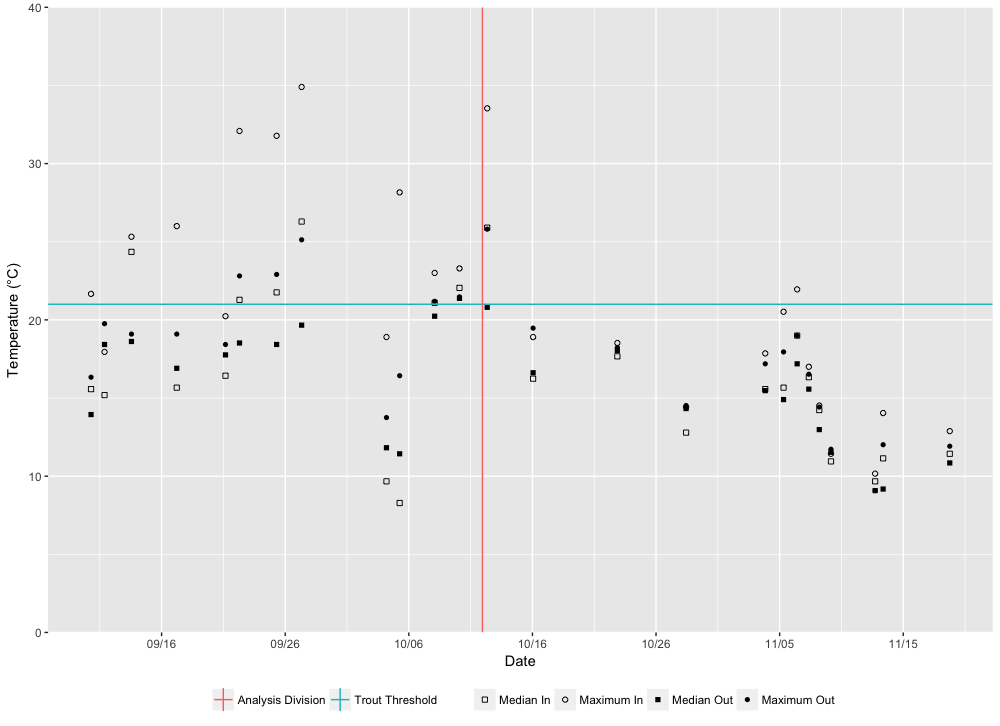 40
30
20
10
0
Temperature (°C)
09/16 09/26 10/06 10/16 10/26 11/05 11/15
Date
Analysis Division Trout Threshold Median In Maximum In Median Out Maximum Out